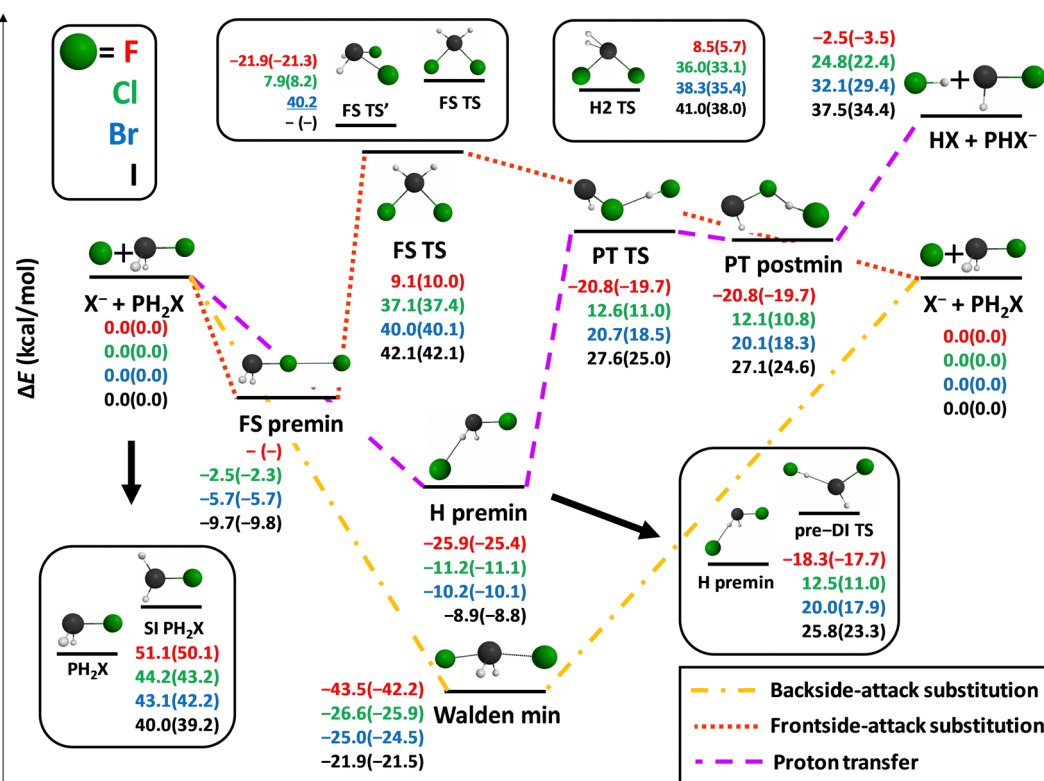 = F
Cl
Br
I
−21.9(−21.3)
7.9(8.2)
40.2
− (−)
FS TS′
FS TS
H2 TS
8.5(5.7)
36.0(33.1)
38.3(35.4)
41.0(38.0)
−2.5(−3.5)
24.8(22.4)
32.1(29.4)
37.5(34.4)
+
HX + PHX⁻
ΔE (kcal/mol)
+
X⁻ + PH₂X
0.0(0.0)
0.0(0.0)
0.0(0.0)
0.0(0.0)
FS TS
9.1(10.0)
37.1(37.4)
40.0(40.1)
42.1(42.1)
PT TS
−20.8(−19.7)
12.6(11.0)
20.7(18.5)
27.6(25.0)
PT postmin
−20.8(−19.7)
12.1(10.8)
20.1(18.3)
27.1(24.6)
+
X⁻ + PH₂X
0.0(0.0)
0.0(0.0)
0.0(0.0)
0.0(0.0)
FS premin
− (−)
−2.5(−2.3)
−5.7(−5.7)
−9.7(−9.8)
H premin
−25.9(−25.4)
−11.2(−11.1)
−10.2(−10.1)
−8.9(−8.8)
pre−DI TS
H premin
−18.3(−17.7)
12.5(11.0)
20.0(17.9)
25.8(23.3)
SI PH₂X
PH₂X
51.1(50.1)
44.2(43.2)
43.1(42.2)
40.0(39.2)
Walden min
−43.5(−42.2)
−26.6(−25.9)
−25.0(−24.5)
−21.9(−21.5)
Backside-attack substitution
Frontside-attack substitution
Proton transfer